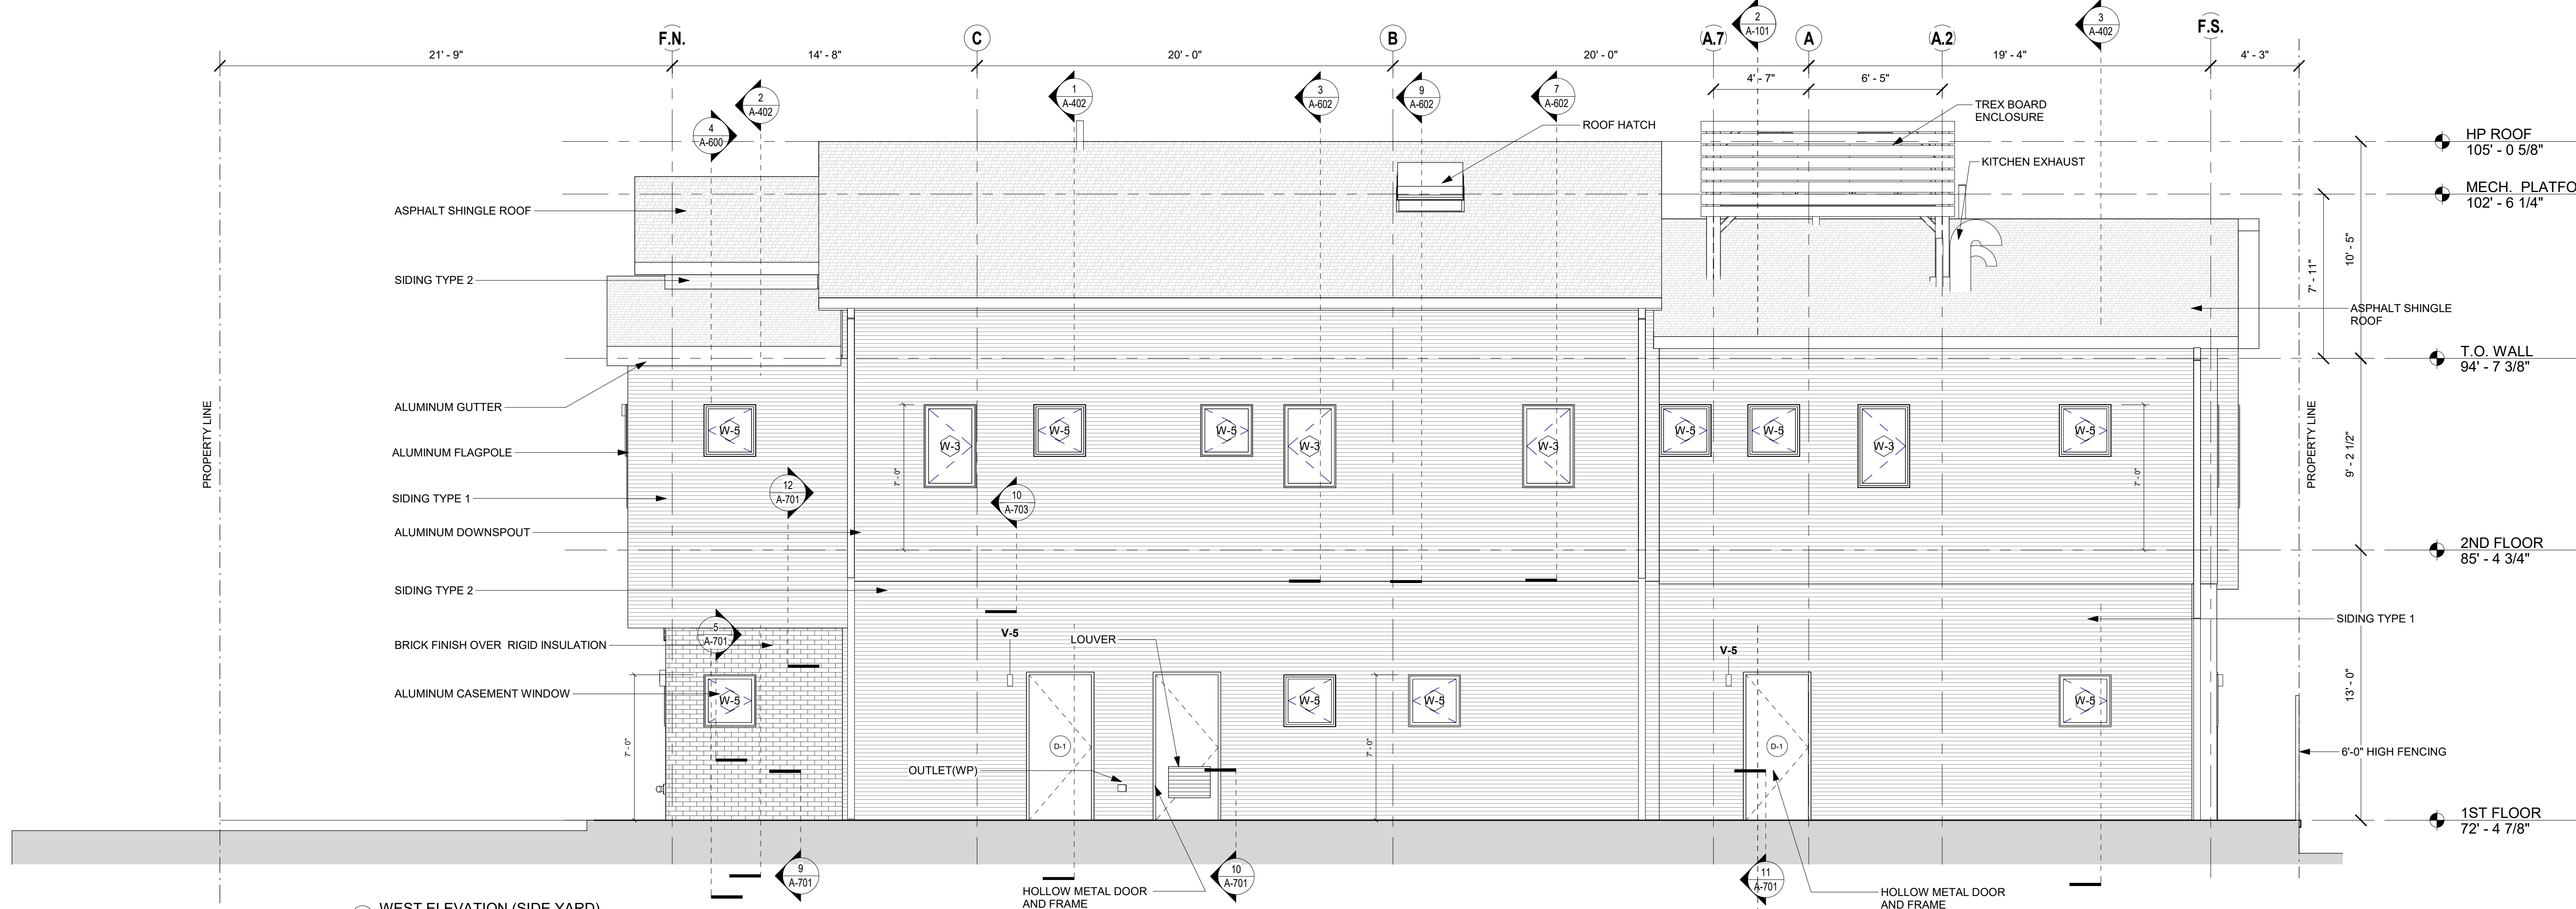 F.N.
C
B
A.7
A
A.2
F.S.
2
A-101
3
A-402
21' - 9"
14' - 8"
20' - 0"
20' - 0"
19' - 4"
4' - 3"
4' - 7"
6' - 5"
2
A-402
4
A-600
1
A-402
3
A-602
9
A-602
7
A-602
ROOF HATCH
TREX BOARD
ENCLOSURE
KITCHEN EXHAUST
HP ROOF
105' - 0 5/8"
MECH. PLATFO
102' - 6 1/4"
ASPHALT SHINGLE ROOF
SIDING TYPE 2
10' - 5"
7' - 11"
ASPHALT SHINGLE
ROOF
T.O. WALL
94' - 7 3/8"
ALUMINUM GUTTER
ALUMINUM FLAGPOLE
SIDING TYPE 1
ALUMINUM DOWNSPOUT
SIDING TYPE 2
PROPERTY LINE
W-5
W-3
W-5
W-5
W-3
W-3
W-5
W-5
W-3
W-5
7' - 0"
7' - 0"
PROPERTY LINE
9' - 2 1/2"
12
A-701
10
A-703
2ND FLOOR
85' - 4 3/4"
SIDING TYPE 1
5
A-701
BRICK FINISH OVER RIGID INSULATION
ALUMINUM CASEMENT WINDOW
V-5
LOUVER
V-5
W-5
W-5
W-5
W-5
13' - 0"
7' - 0"
7' - 0"
D-1
D-1
OUTLET(WP)
6'-0" HIGH FENCING
1ST FLOOR
72' - 4 7/8"
9
A-701
10
A-701
11
A-701
HOLLOW METAL DOOR
AND FRAME
HOLLOW METAL DOOR
AND FRAME
WEST ELEVATION (SIDE YARD)